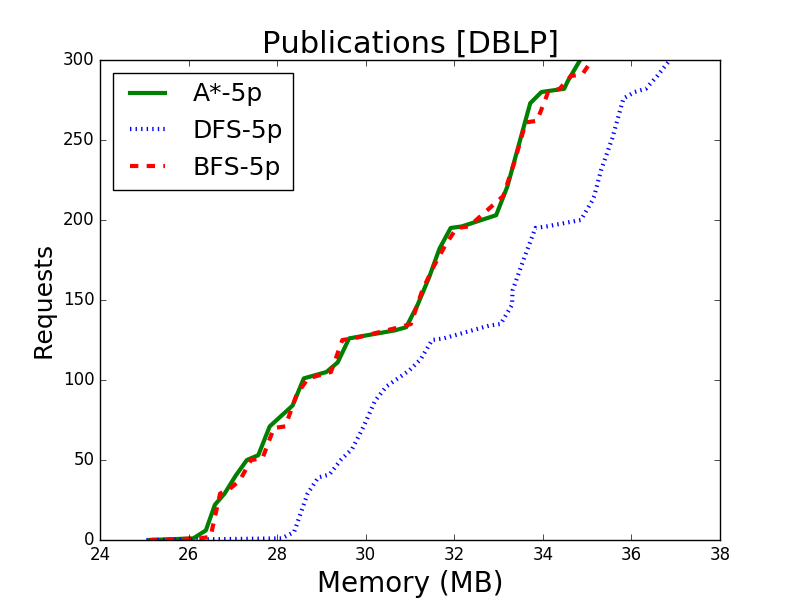 Publications [DBLP]
300
250
200
150
100
50
0
Requests
A*-5p
DFS-5p
BFS-5p
24 26 28 30 32 34 36 38
Memory (MB)